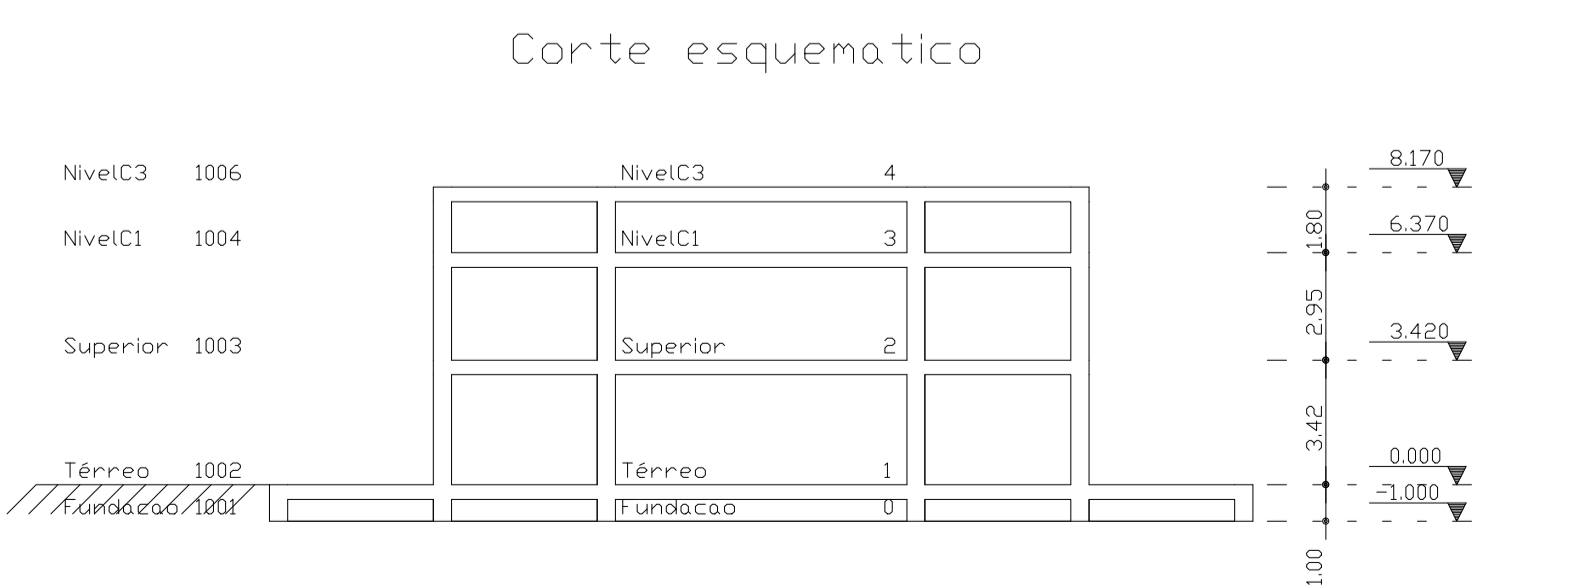 Corte esquematico
NivelC3 1006 NivelC3 4 8.170
1.80
NivelC1 1004 NivelC1 3 6.370
2.95
Superior 1003 Superior 2 3.420
3.42
Térreo 1002 Térreo 1 0.000
Fundacao 1001 Fundacao 0 -1.000
1.00